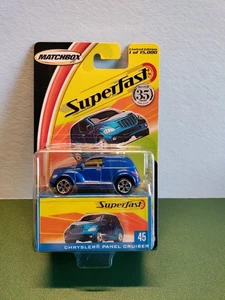 MATCHBOX
Limited Edition
1 of 15,000
Superfast
35
Superfast
45
CHRYSLER® PANEL CRUISER